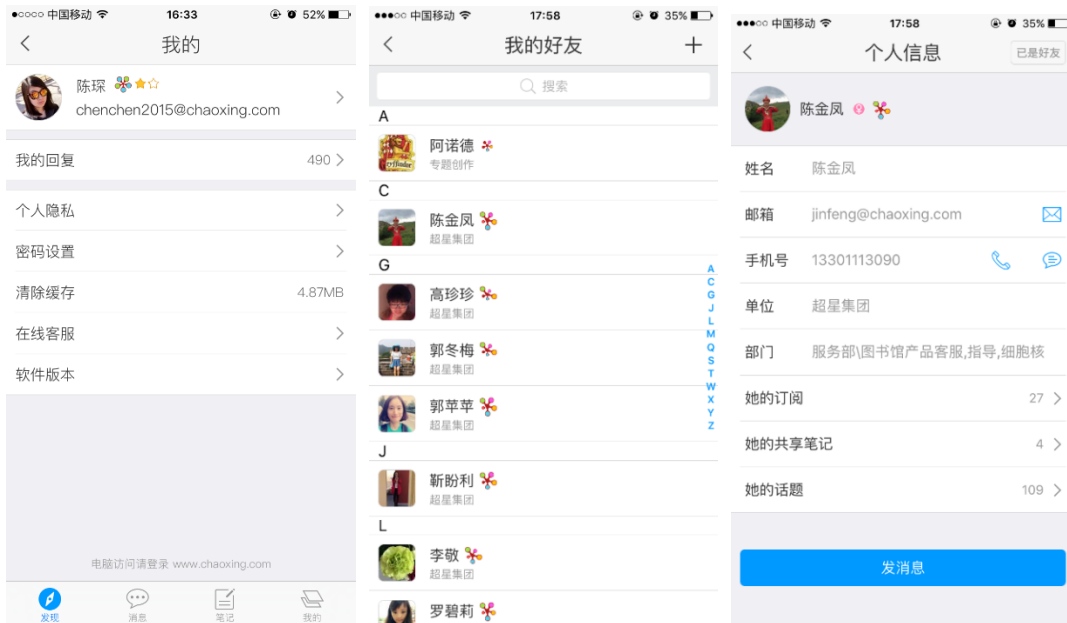 中国移动 16:33 52%
我的
陈琛
chenchen2015@chaoxing.com
我的回复 490
个人隐私
密码设置
清除缓存 4.87MB
在线客服
软件版本
电脑访问请登录 www.chaoxing.com
发现 消息 笔记 我的
中国移动 17:58 35%
我的好友
搜索
A
阿诺德
专题创作
C
陈金凤
超星集团
G
高珍珍
超星集团
郭冬梅
超星集团
郭苹苹
超星集团
J
靳盼利
超星集团
L
李敬
超星集团
罗碧莉
A
C
G
J
L
M
Q
S
T
W
X
Y
Z
中国移动 17:58 35%
个人信息 已是好友
陈金凤
姓名 陈金凤
邮箱 jinfeng@chaoxing.com
手机号 13301113090
单位 超星集团
部门 服务部\图书馆产品客服,指导,细胞核
她的订阅 27
她的共享笔记 4
她的话题 109
发消息